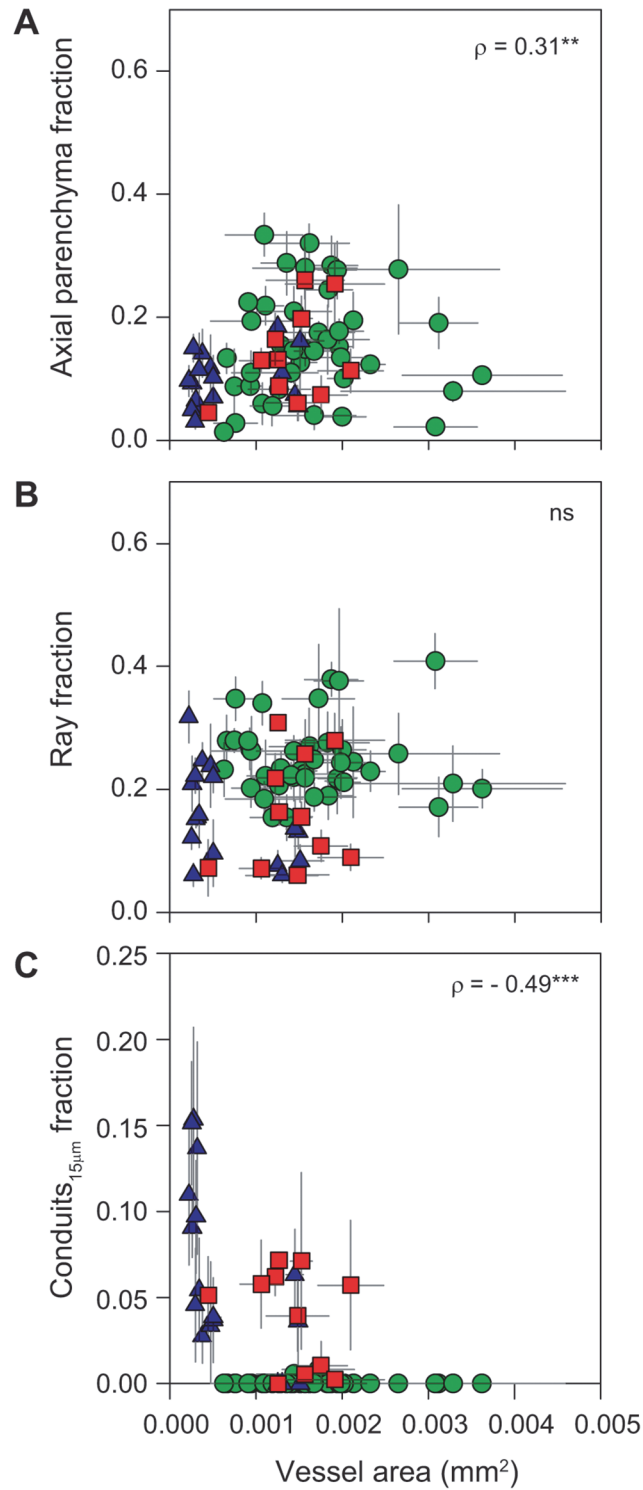 A
ρ = 0.31**
0.6
0.4
0.2
0.0
Axial parenchyma fraction
B
ns
0.6
0.4
0.2
0.0
Ray fraction
C
ρ = - 0.49***
0.25
0.20
0.15
0.10
0.05
0.00
Conduits15μm fraction
0.000 0.001 0.002 0.003 0.004 0.005
Vessel area (mm²)